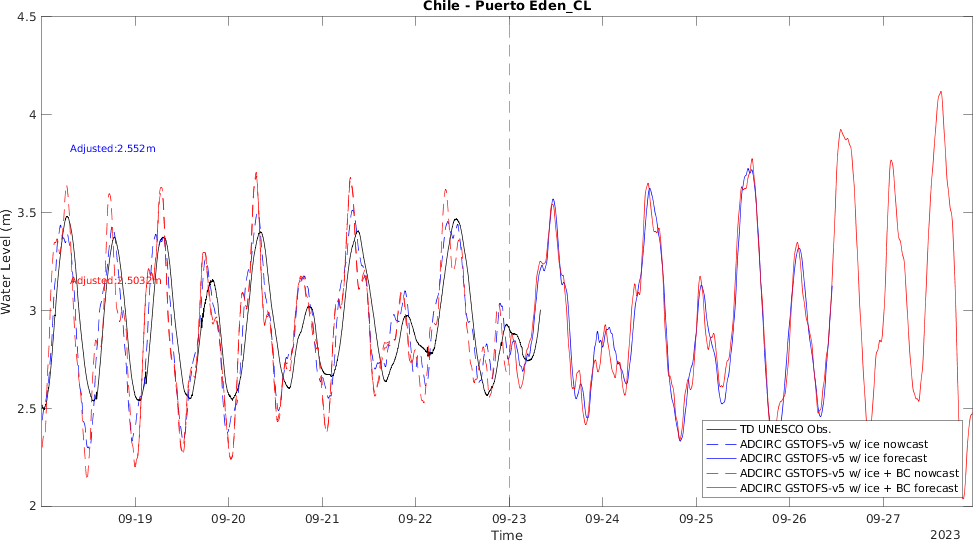 Chile - Puerto Eden_CL
4.5
4
3.5
3
2.5
2
Water Level (m)
Adjusted:2.552m
Adjusted:2.5032m
TD UNESCO Obs.
ADCIRC GSTOFS-v5 w/ ice nowcast
ADCIRC GSTOFS-v5 w/ ice forecast
ADCIRC GSTOFS-v5 w/ ice + BC nowcast
ADCIRC GSTOFS-v5 w/ ice + BC forecast
09-19 09-20 09-21 09-22 09-23 09-24 09-25 09-26 09-27
Time
2023